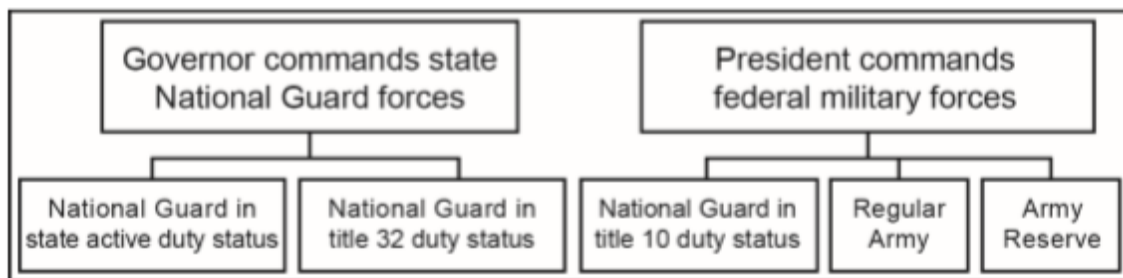 Governor commands state
National Guard forces
President commands
federal military forces
National Guard in
state active duty status
National Guard in
title 32 duty status
National Guard in
title 10 duty status
Regular
Army
Army
Reserve